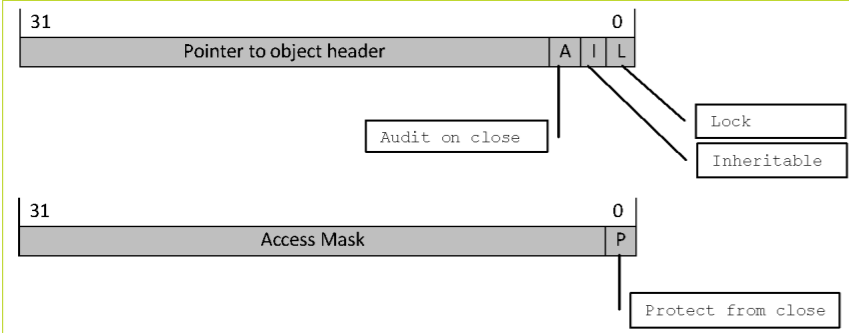 31 0
Pointer to object header A I L
Lock
Audit on close
Inheritable
31 0
Access Mask P
Protect from close